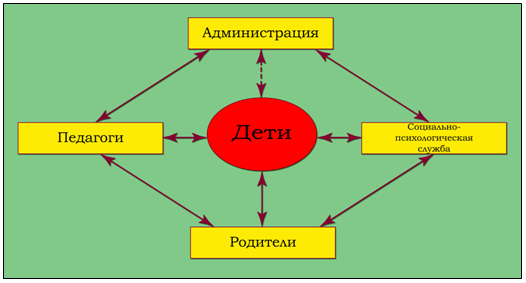 Администрация
Педагоги
Дети
Социально-
психологическая
служба
Родители